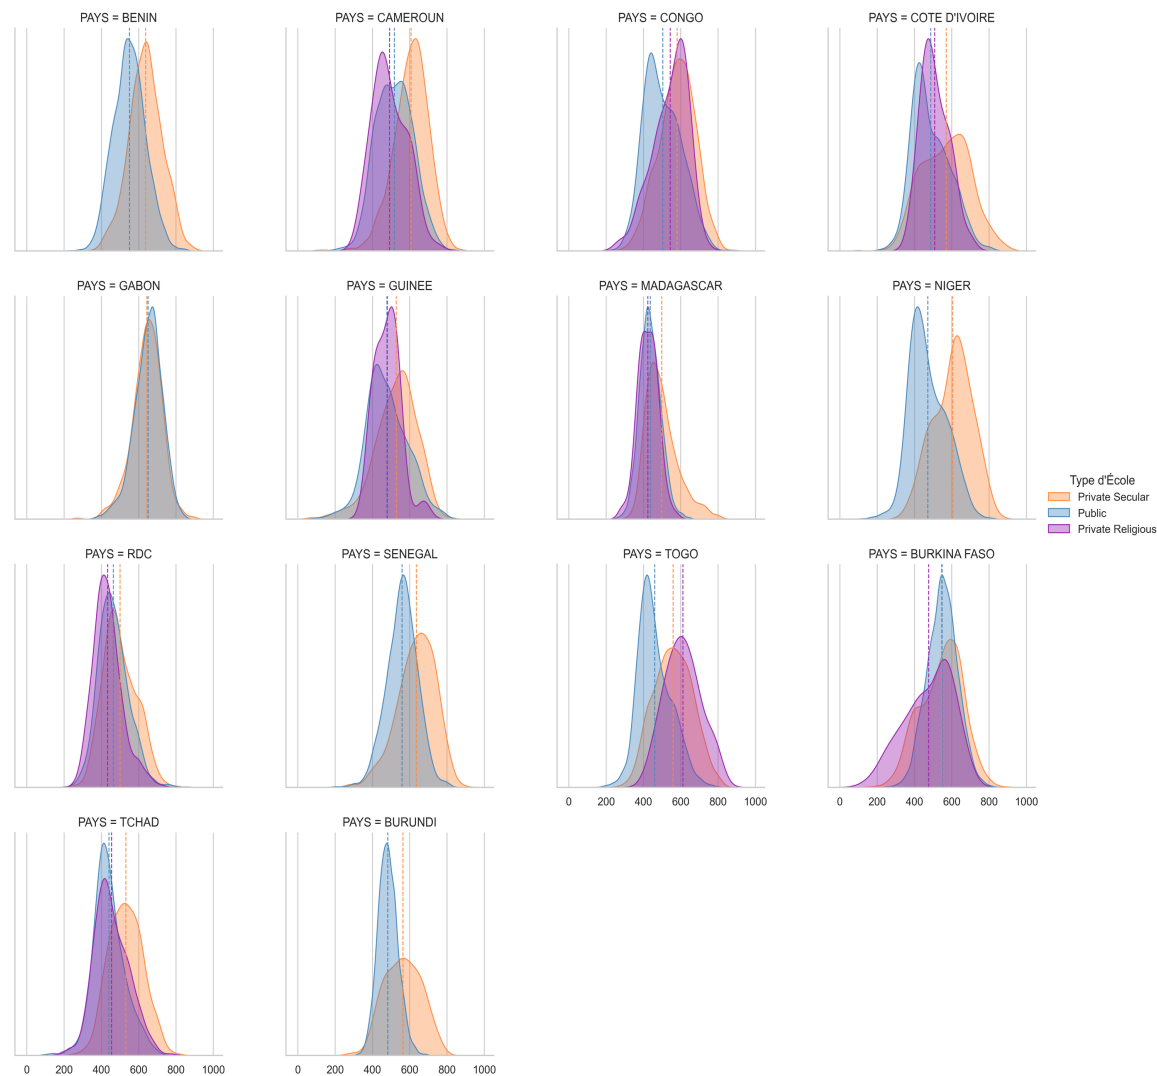 PAYS = BENIN
PAYS = CAMEROUN
PAYS = CONGO
PAYS = COTE D'IVOIRE
PAYS = GABON
PAYS = GUINEE
PAYS = MADAGASCAR
PAYS = NIGER
Type d'École
Private Secular
Public
Private Religious
PAYS = RDC
PAYS = SENEGAL
PAYS = TOGO
PAYS = BURKINA FASO
0 200 400 600 800 1000
0 200 400 600 800 1000
PAYS = TCHAD
PAYS = BURUNDI
0 200 400 600 800 1000
0 200 400 600 800 1000